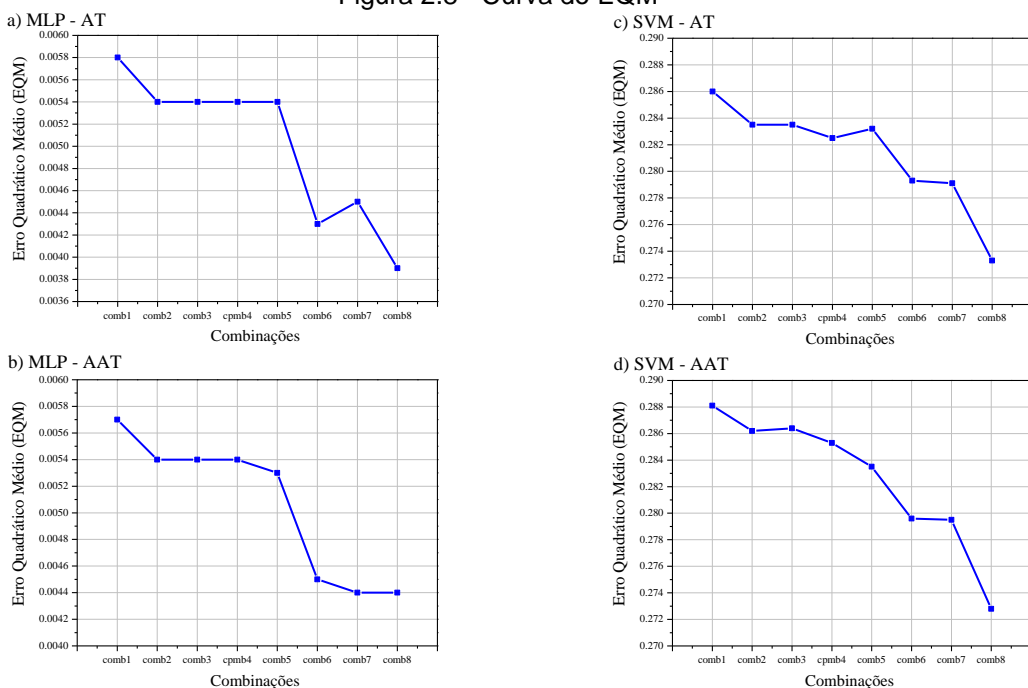 Figura 2.3 - Curva do EQM
a) MLP - AT
0.0060
0.0058
0.0056
0.0054
0.0052
0.0050
0.0048
0.0046
0.0044
0.0042
0.0040
0.0038
0.0036
Erro Quadrático Médio (EQM)
comb1 comb2 comb3 cpmb4 comb5 comb6 comb7 comb8
Combinações
b) MLP - AAT
0.0060
0.0058
0.0056
0.0054
0.0052
0.0050
0.0048
0.0046
0.0044
0.0042
0.0040
Erro Quadrático Médio (EQM)
comb1 comb2 comb3 cpmb4 comb5 comb6 comb7 comb8
Combinações
c) SVM - AT
0.290
0.288
0.286
0.284
0.282
0.280
0.278
0.276
0.274
0.272
0.270
Erro Quadrático Médio (EQM)
comb1 comb2 comb3 cpmb4 comb5 comb6 comb7 comb8
Combinações
d) SVM - AAT
0.290
0.288
0.286
0.284
0.282
0.280
0.278
0.276
0.274
0.272
0.270
Erro Quadrático Médio (EQM)
comb1 comb2 comb3 cpmb4 comb5 comb6 comb7 comb8
Combinações